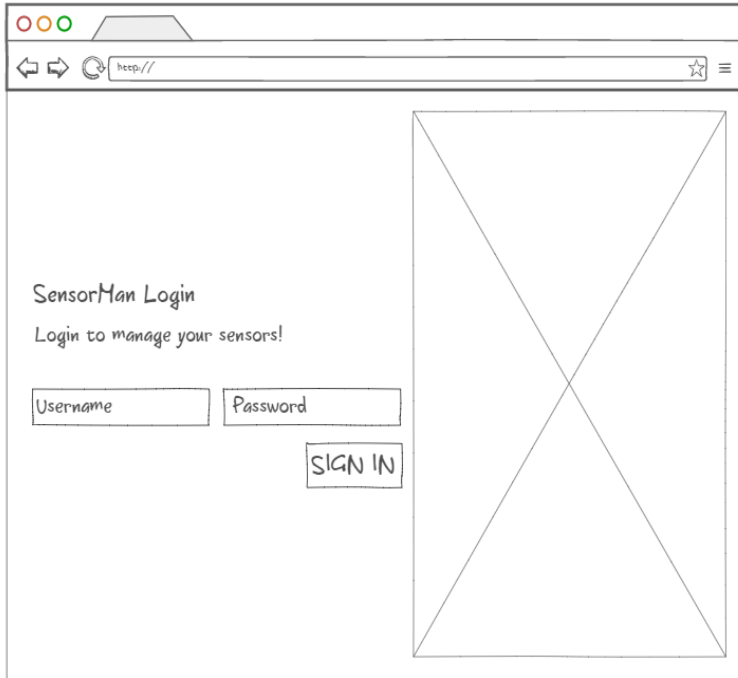 http://
SensorMan Login
Login to manage your sensors!
Username
Password
SIGN IN